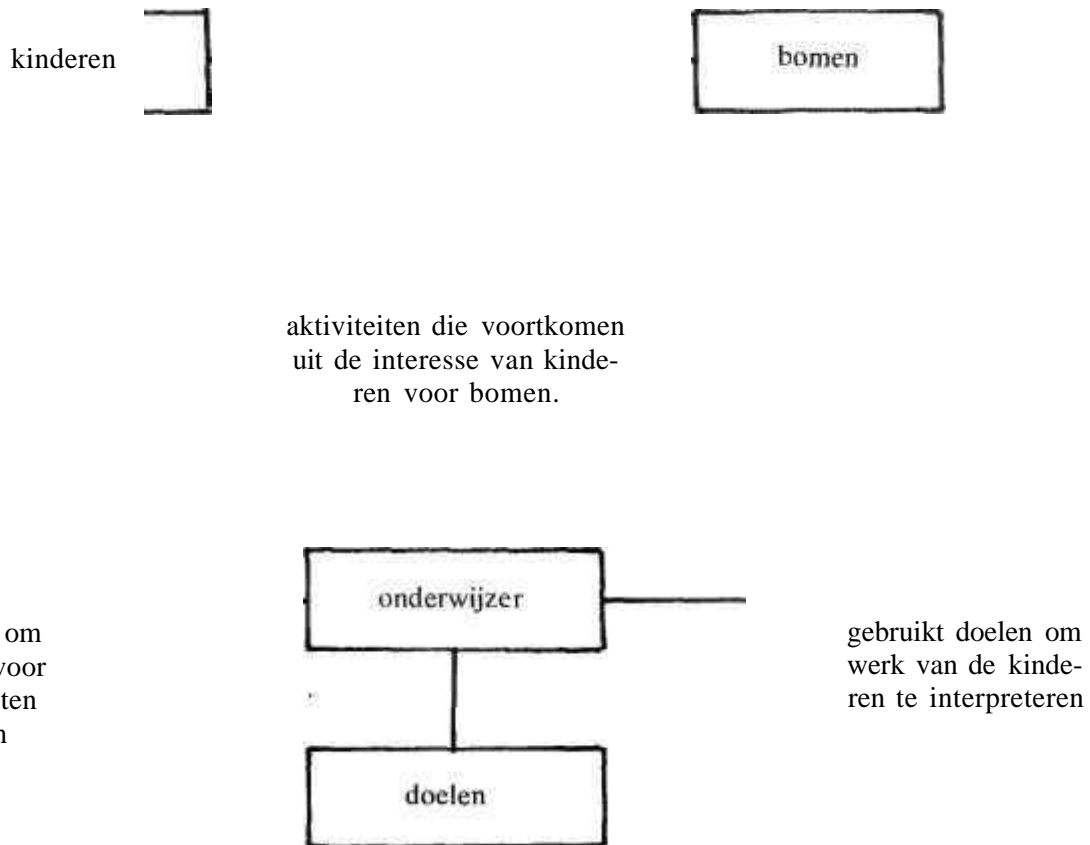 kinderen
bomen
aktiviteiten die voortkomen
uit de interesse van kinde-
ren voor bomen.
onderwijzer
om
voor
ten
gebruikt doelen om
werk van de kinde-
ren te interpreteren
doelen